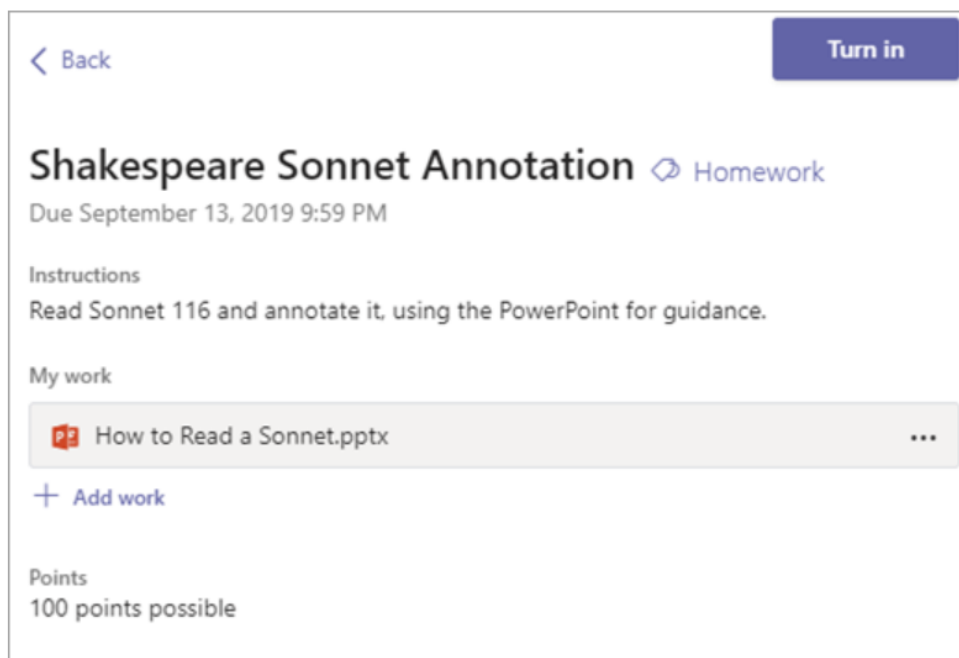 Back
Turn in
Shakespeare Sonnet Annotation Homework
Due September 13, 2019 9:59 PM
Instructions
Read Sonnet 116 and annotate it, using the PowerPoint for guidance.
My work
How to Read a Sonnet.pptx
Add work
Points
100 points possible